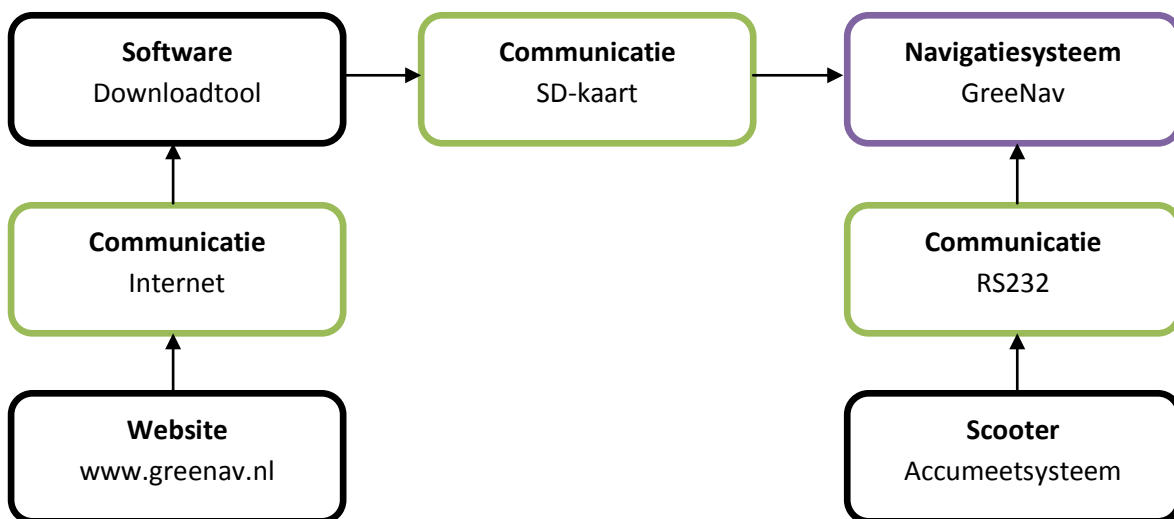 Software
Downloadtool
Communicatie
SD-kaart
Navigatiesysteem
GreeNav
Communicatie
Internet
Communicatie
RS232
Website
www.greenav.nl
Scooter
Accumeetsysteem